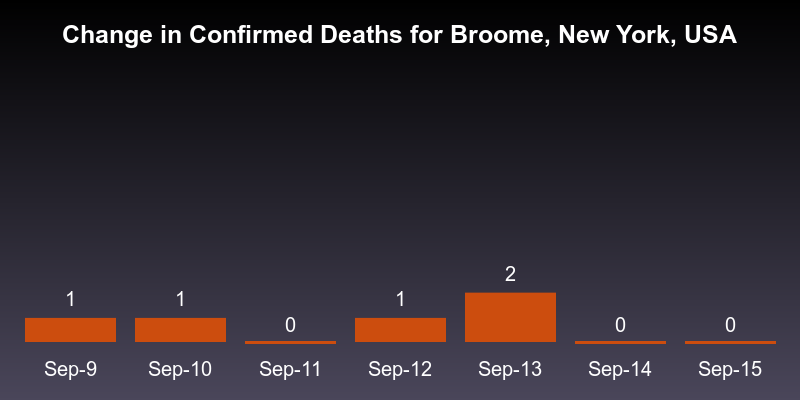 Change in Confirmed Deaths for Broome, New York, USA
1 1 0 1 2 0 0
Sep-9 Sep-10 Sep-11 Sep-12 Sep-13 Sep-14 Sep-15